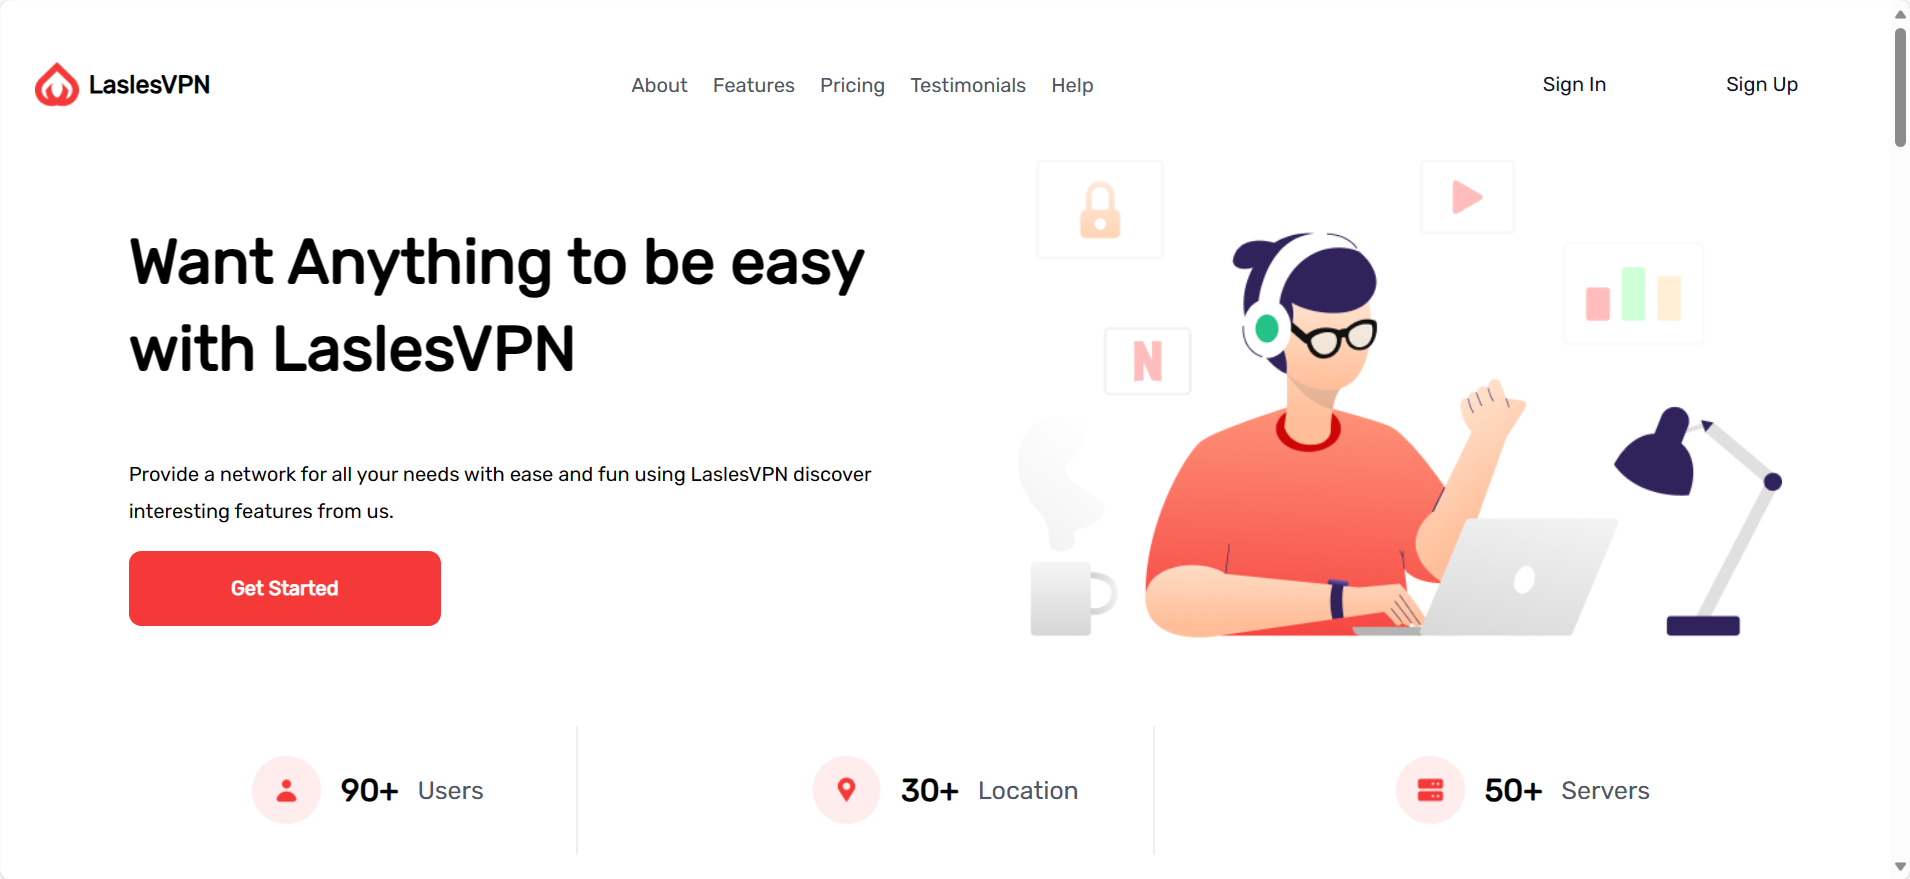 LaslesVPN
About Features Pricing Testimonials Help
Sign In Sign Up
Want Anything to be easy
with LaslesVPN
Provide a network for all your needs with ease and fun using LaslesVPN discover
interesting features from us.
Get Started
N
90+ Users
30+ Location
50+ Servers